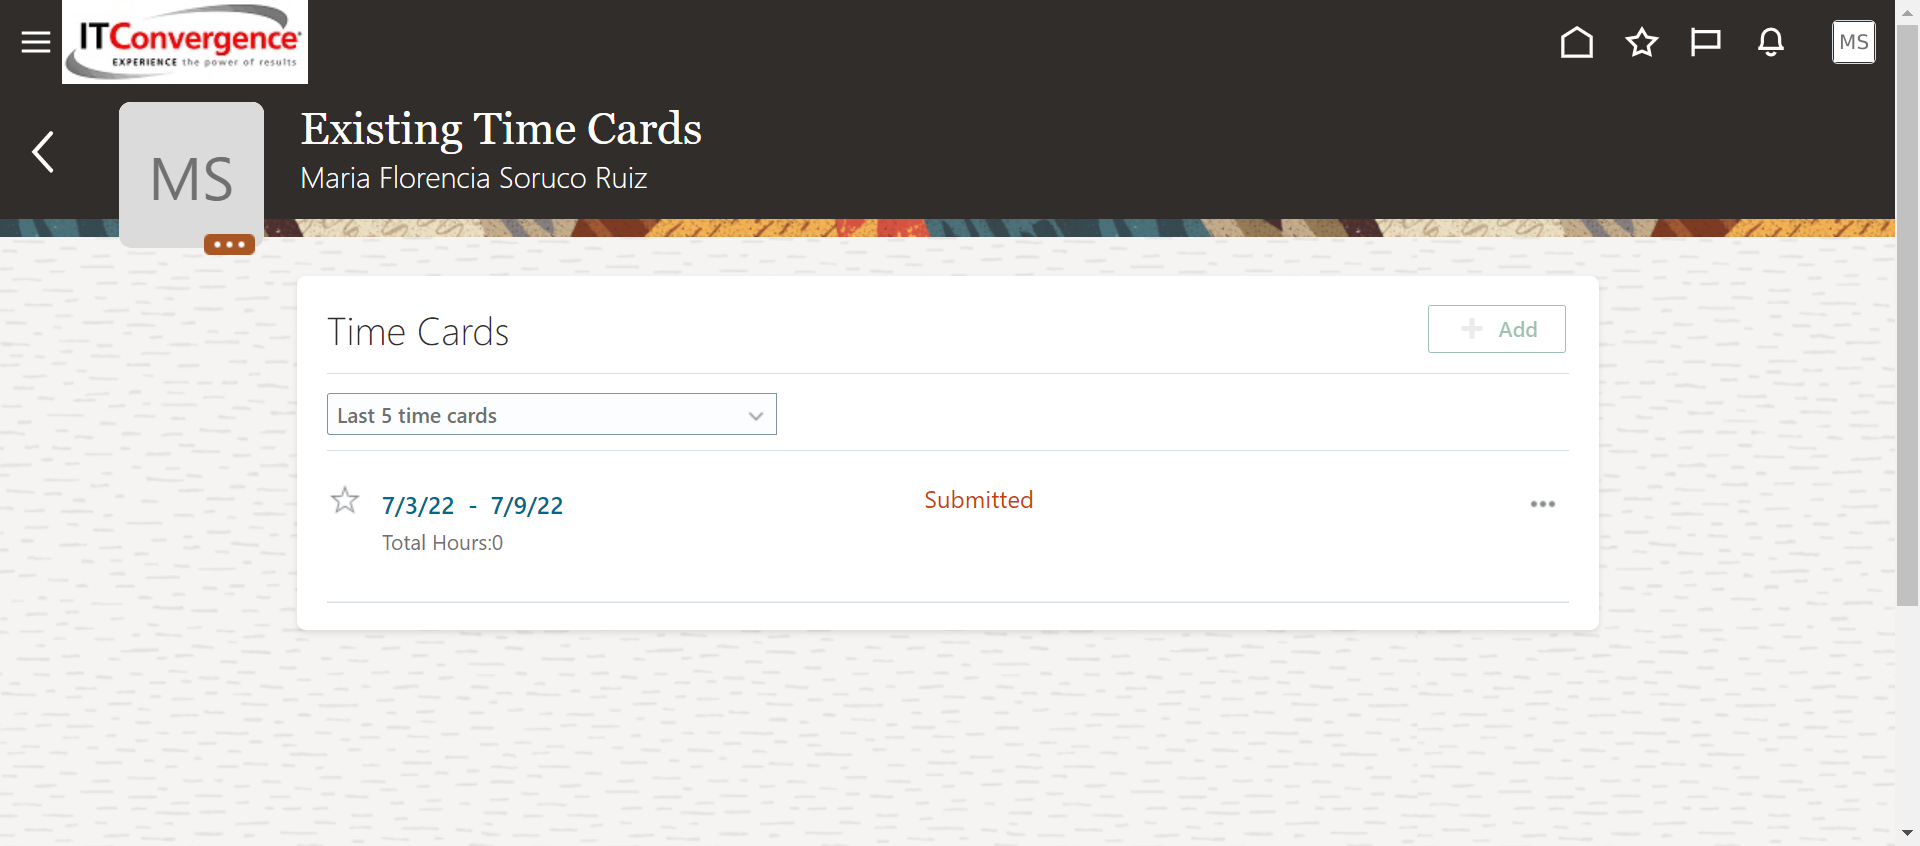 ITConvergence
EXPERIENCE the power of results
MS
MS
Existing Time Cards
Maria Florencia Soruco Ruiz
Time Cards
Add
Last 5 time cards
7/3/22 - 7/9/22
Submitted
Total Hours:0